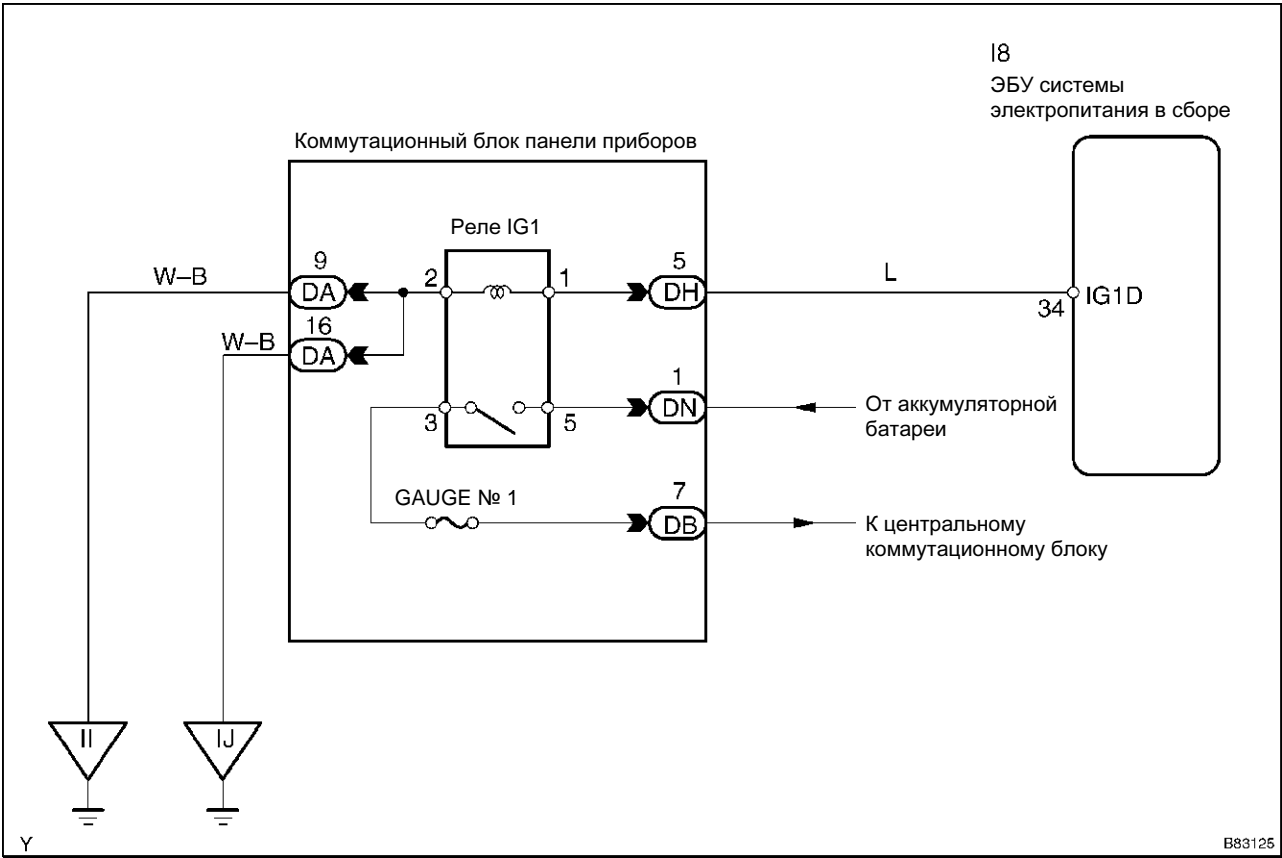 I8
ЭБУ системы
электропитания в сборе
Коммутационный блок панели приборов
Реле IG1
W–B
9
DA
2
1
5
DH
L
34
IG1D
W–B
16
DA
3
5
1
DN
От аккумуляторной
батареи
GAUGE № 1
7
DB
К центральному
коммутационному блоку
II
IJ
Y
B83125